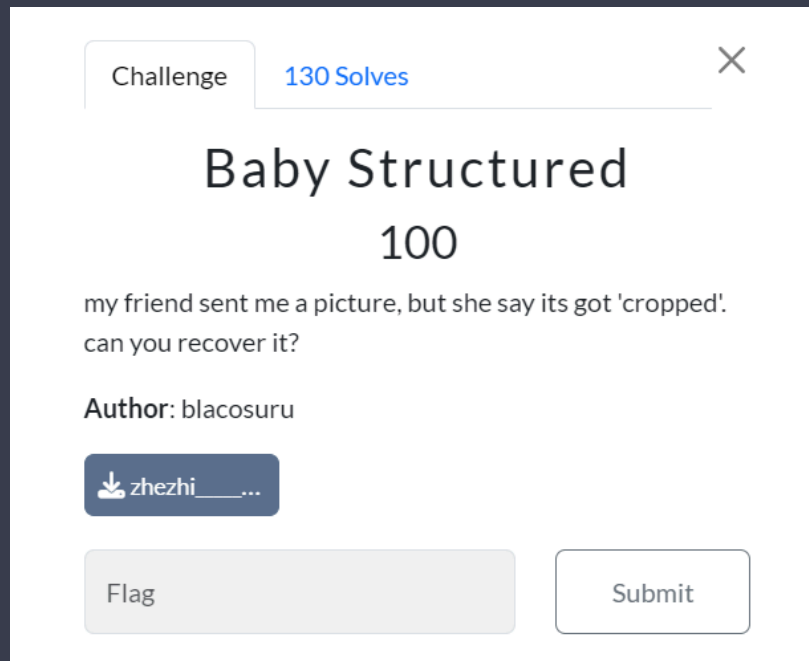 Challenge
130 Solves
Baby Structured
100
my friend sent me a picture, but she say its got 'cropped'.
can you recover it?
Author: blacosuru
zhezhi____...
Flag
Submit